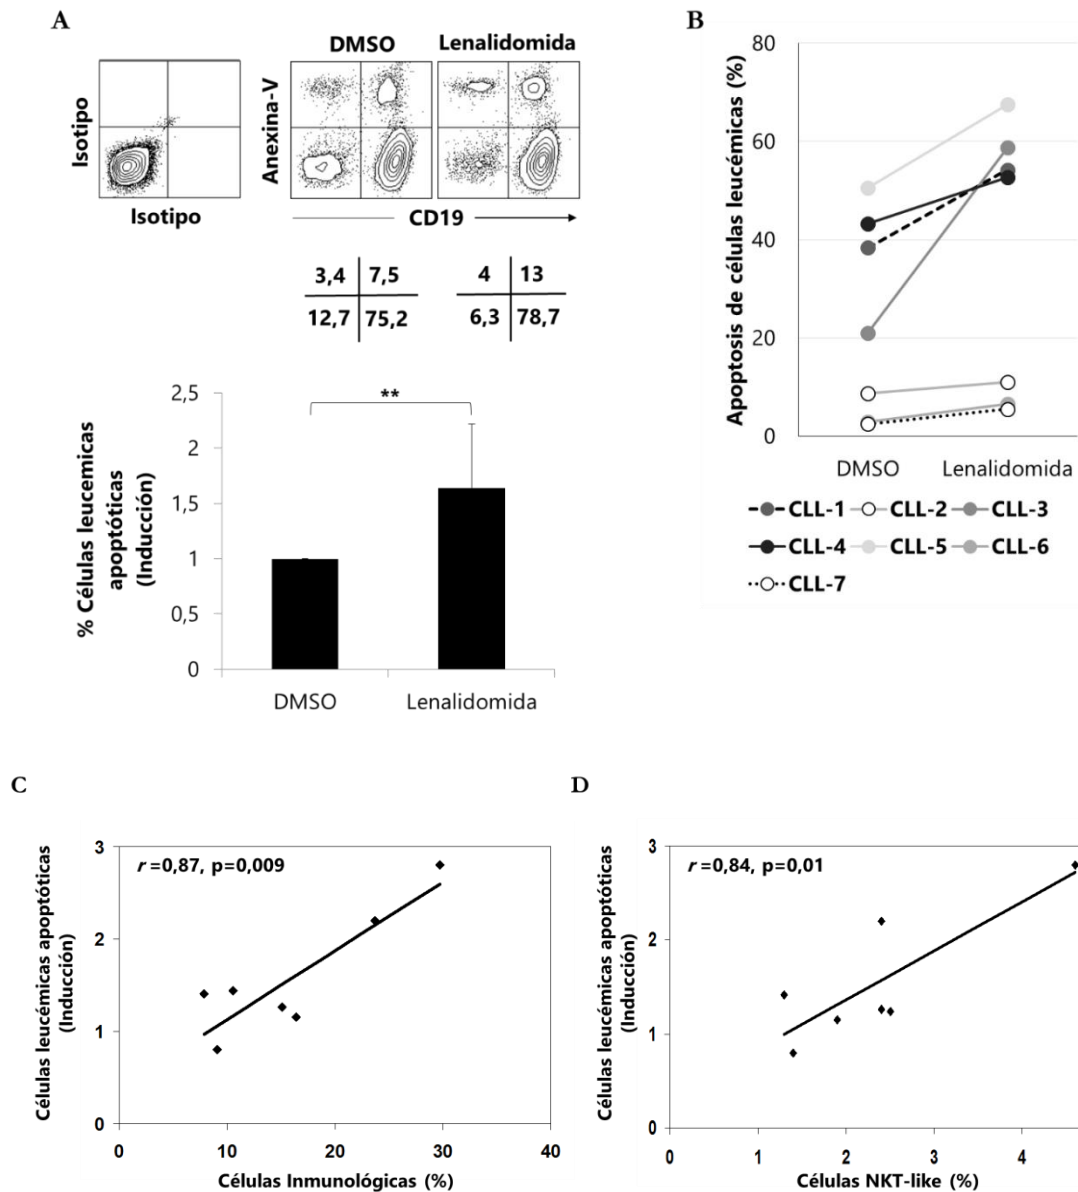 A
DMSO
Lenalidomida
Isotipo
Isotipo
Anexina-V
CD19
3,4 7,5
12,7 75,2
4 13
6,3 78,7
% Células leucemicas
apoptóticas
(Inducción)
2,5
2
1,5
1
0,5
0
**
DMSO Lenalidomida
B
Apoptosis de células leucémicas (%)
80
60
40
20
0
DMSO Lenalidomida
CLL-1 CLL-2 CLL-3
CLL-4 CLL-5 CLL-6
CLL-7
C
Células leucémicas apoptóticas
(Inducción)
3
2
1
0
r=0,87, p=0,009
0 10 20 30 40
Células Inmunológicas (%)
D
Células leucémicas apoptóticas
(Inducción)
3
2
1
0
r=0,84, p=0,01
0 1 2 3 4
Células NKT-like (%)